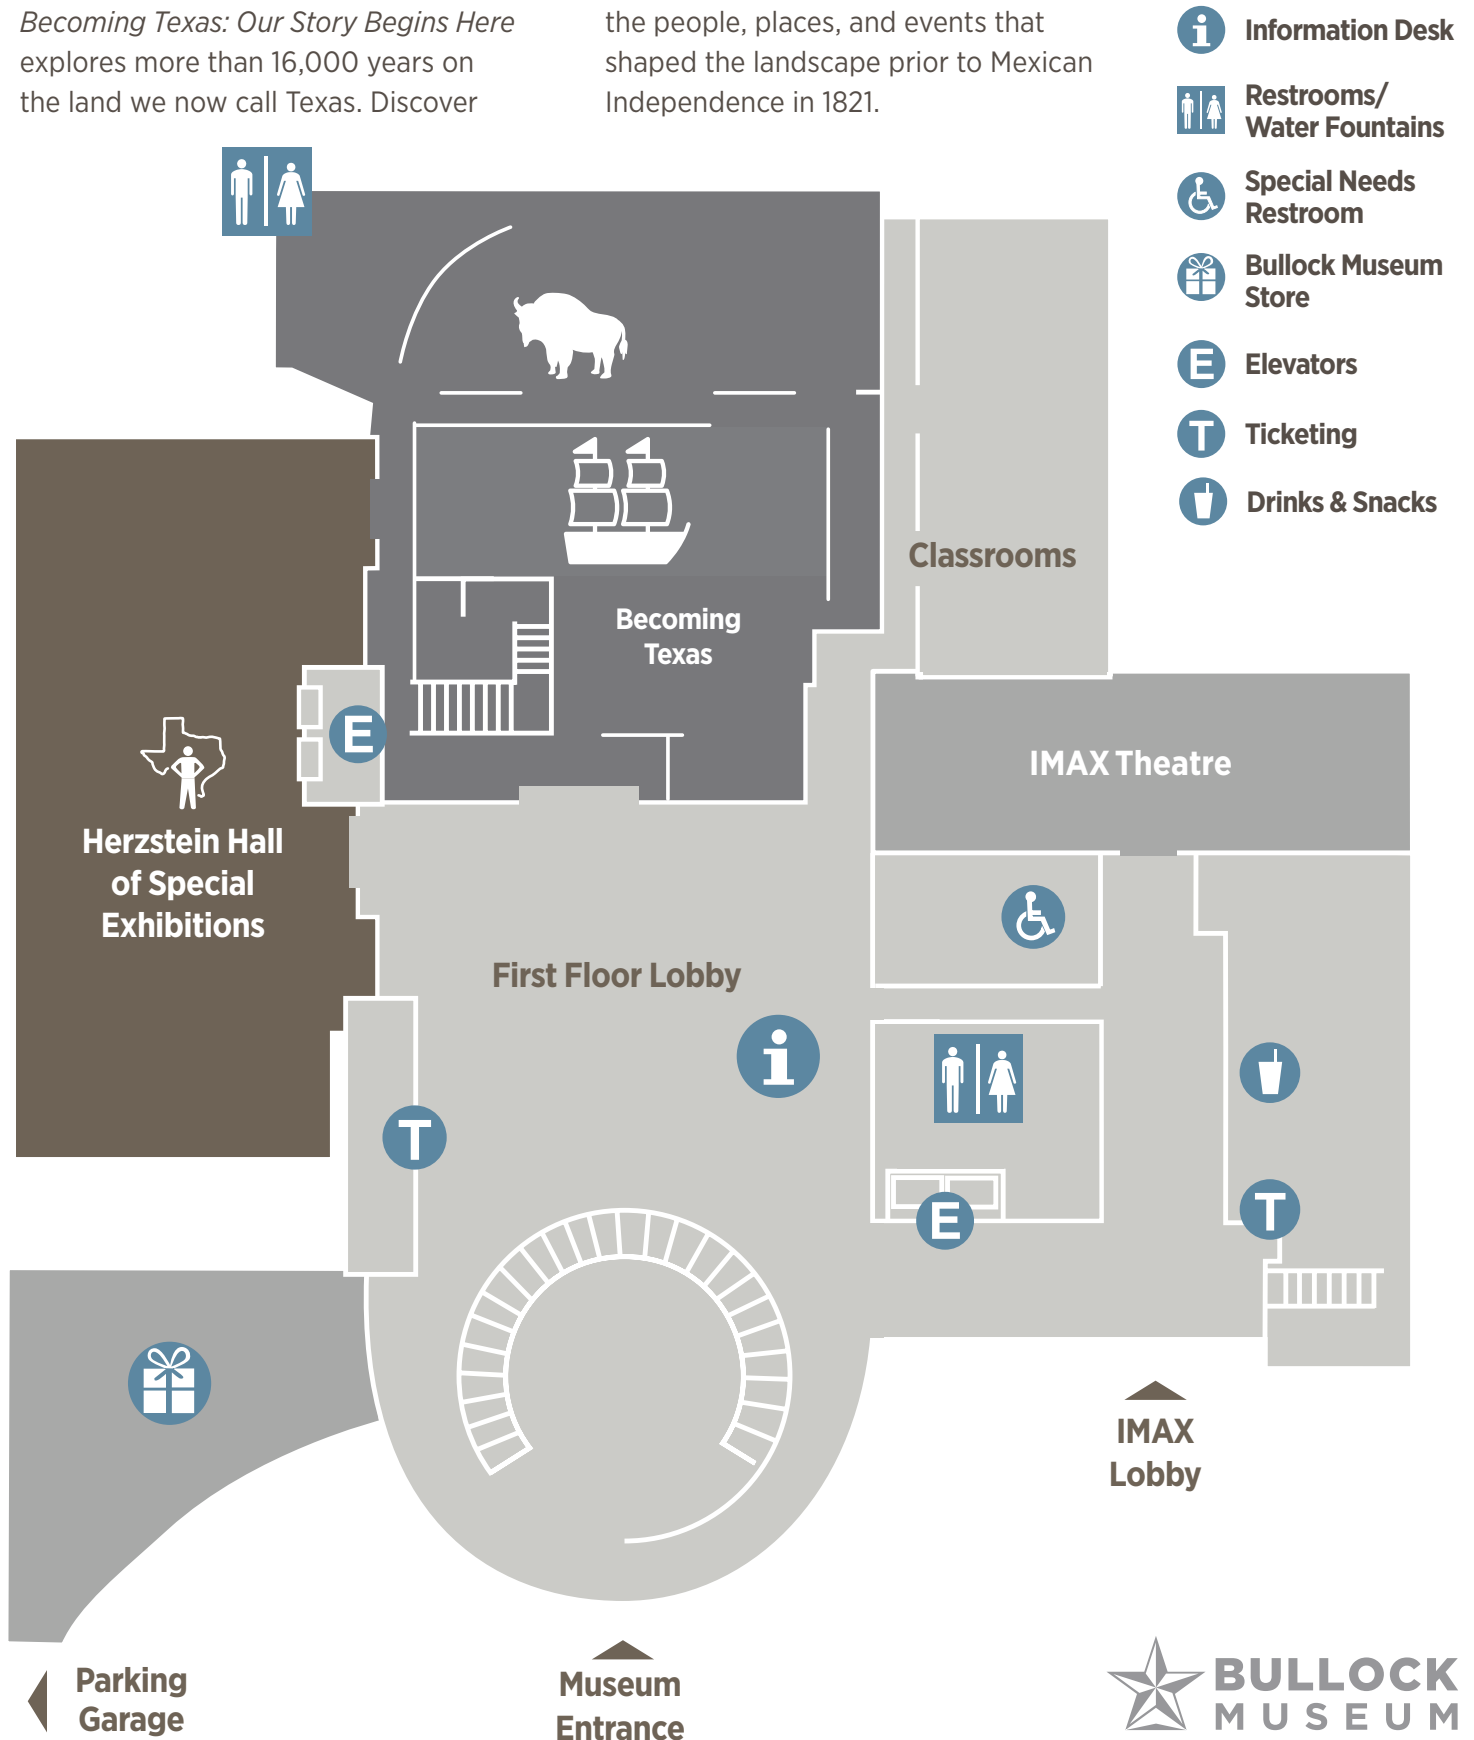 Becoming Texas: Our Story Begins Here
explores more than 16,000 years on
the land we now call Texas. Discover
the people, places, and events that
shaped the landscape prior to Mexican
Independence in 1821.
Information Desk
Restrooms/
Water Fountains
Special Needs
Restroom
Bullock Museum
Store
E Elevators
T Ticketing
Drinks & Snacks
Classrooms
Becoming
Texas
IMAX Theatre
E
Herzstein Hall
of Special
Exhibitions
First Floor Lobby
i
T
E
T
IMAX
Lobby
Parking
Garage
Museum
Entrance
BULLOCK
MUSEUM